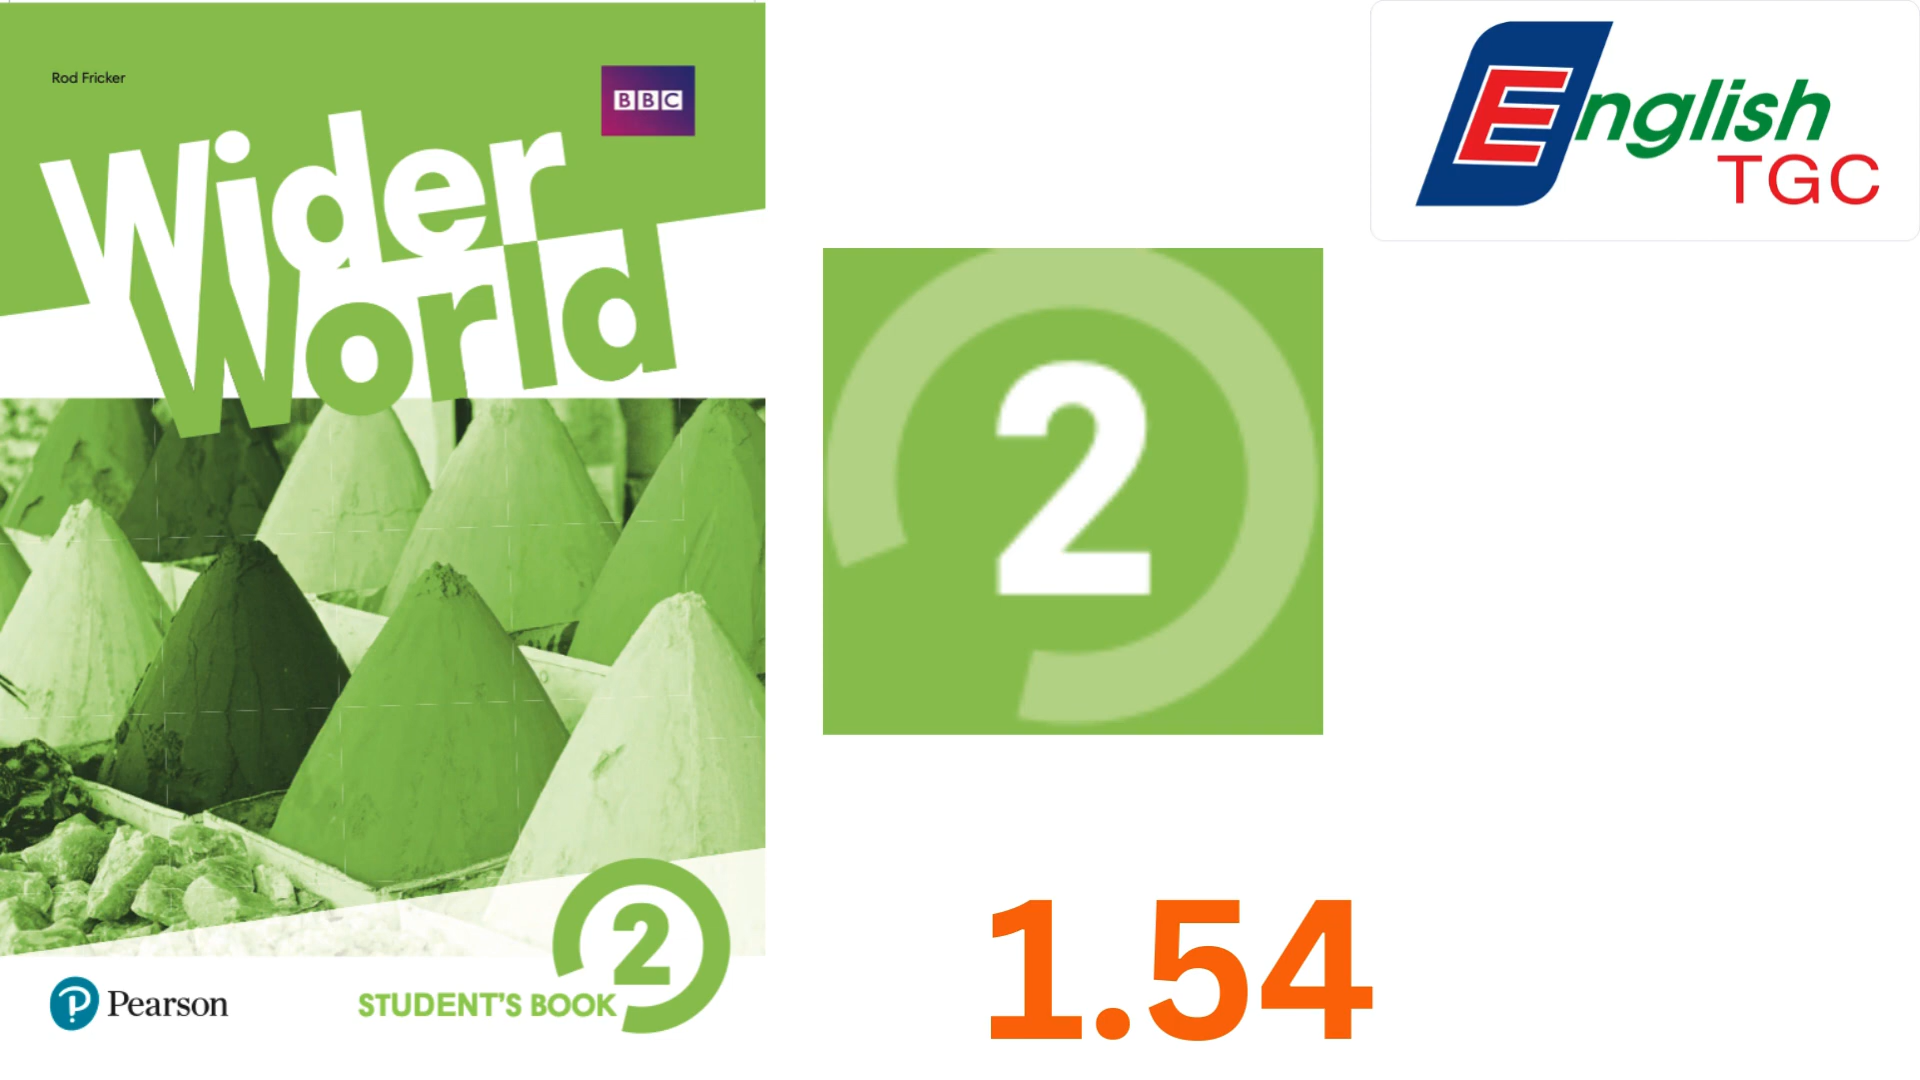 Rod Fricker
BBC
Wider
World
2
STUDENT'S BOOK
Pearson
2
English
TGC
1.54